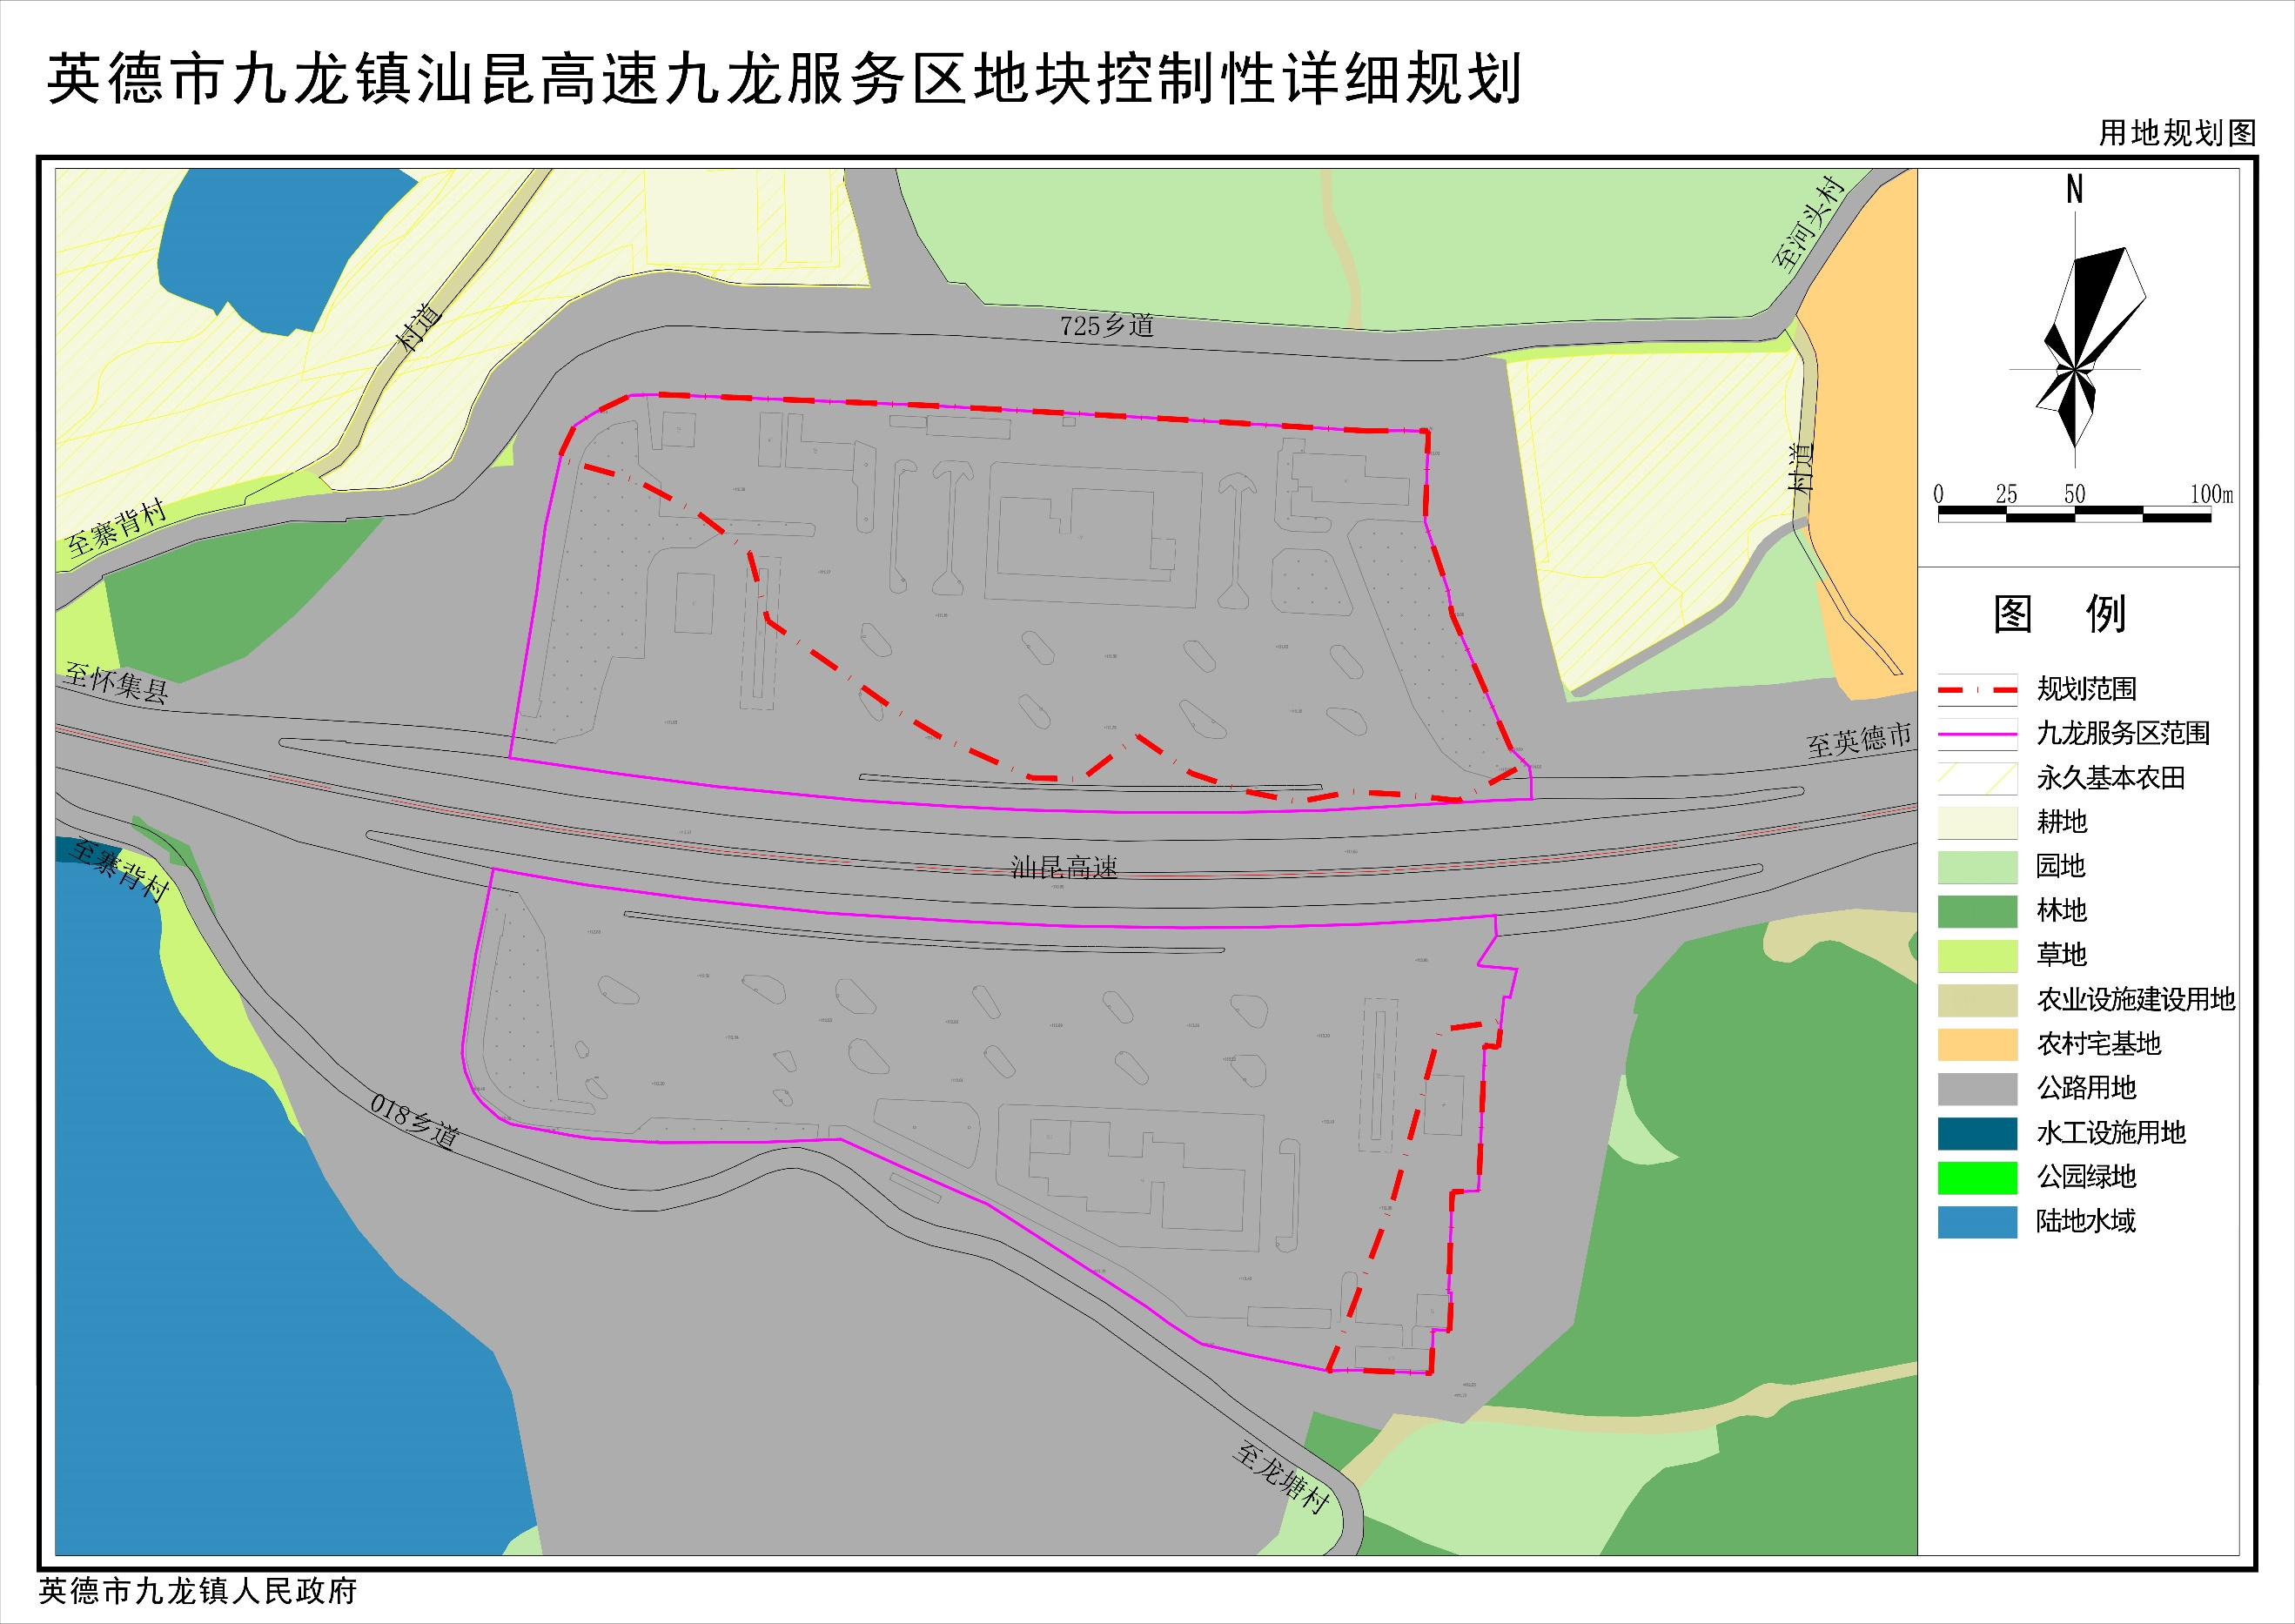 英德市九龙镇汕昆高速九龙服务区地块控制性详细规划
用地规划图
N
0 25 50 100m
图 例
规划范围
九龙服务区范围
永久基本农田
耕地
园地
林地
草地
农业设施建设用地
农村宅基地
公路用地
水工设施用地
公园绿地
陆地水域
至河头村
村道
725乡道
村道
至寨背村
至怀集县
至英德市
汕昆高速
至寨背村
018乡道
至龙塘村
英德市九龙镇人民政府